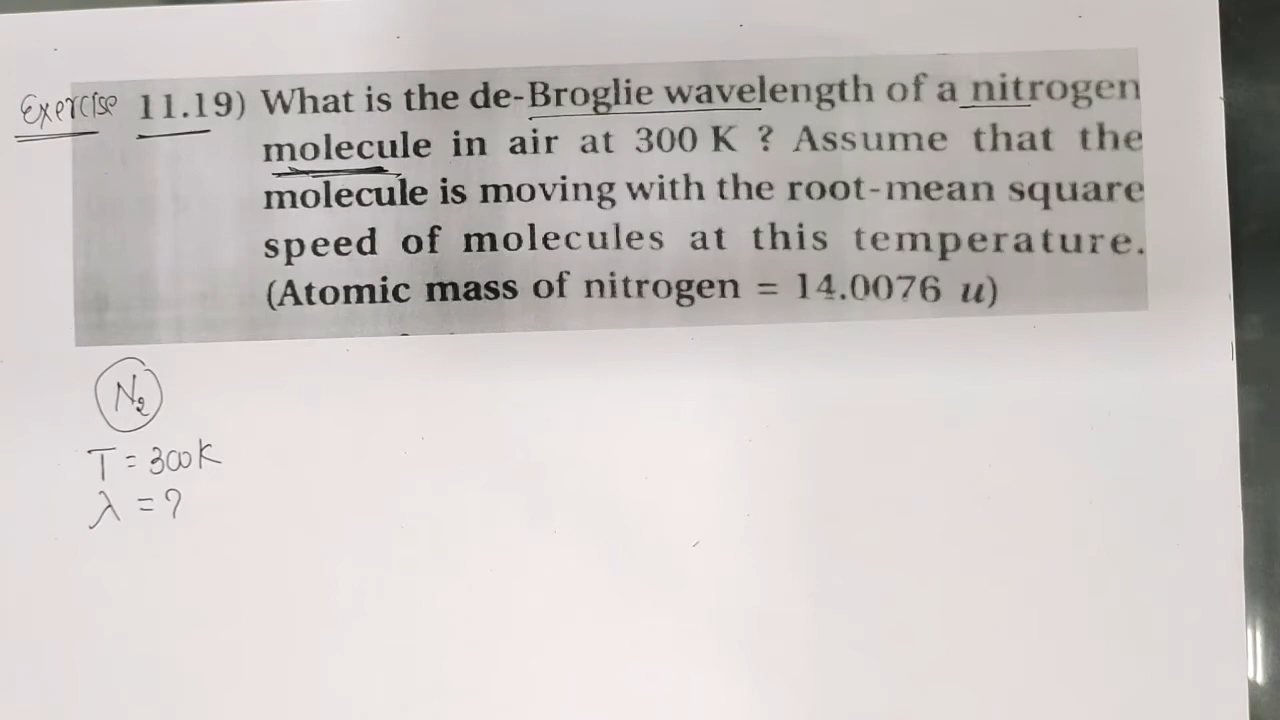 Exercise 11.19) What is the de-Broglie wavelength of a nitrogen
molecule in air at 300 K ? Assume that the
molecule is moving with the root-mean square
speed of molecules at this temperature.
(Atomic mass of nitrogen = 14.0076 u)
N₂
T = 300K
λ = ?